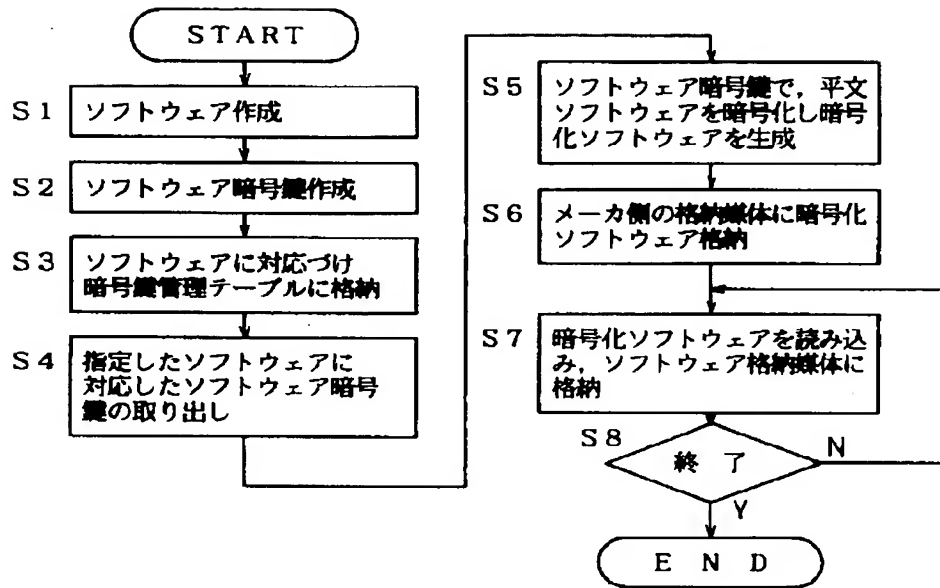 START
S1
ソフトウェア作成
S2
ソフトウェア暗号鍵作成
S3
ソフトウェアに対応づけ
暗号鍵管理テーブルに格納
S4
指定したソフトウェアに
対応したソフトウェア暗号
鍵の取り出し
S5
ソフトウェア暗号鍵で，平文
ソフトウェアを暗号化し暗号
化ソフトウェアを生成
S6
メーカ側の格納媒体に暗号化
ソフトウェア格納
S7
暗号化ソフトウェアを読み込
み，ソフトウェア格納媒体に
格納
S8
終了
N
Y
END